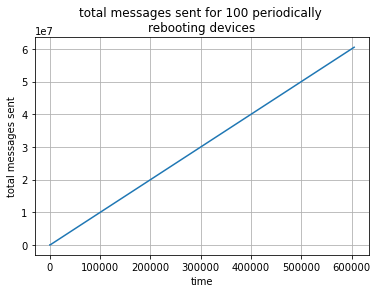 total messages sent for 100 periodically
rebooting devices
1e7
6
5
4
3
2
1
0
total messages sent
0 100000 200000 300000 400000 500000 600000
time